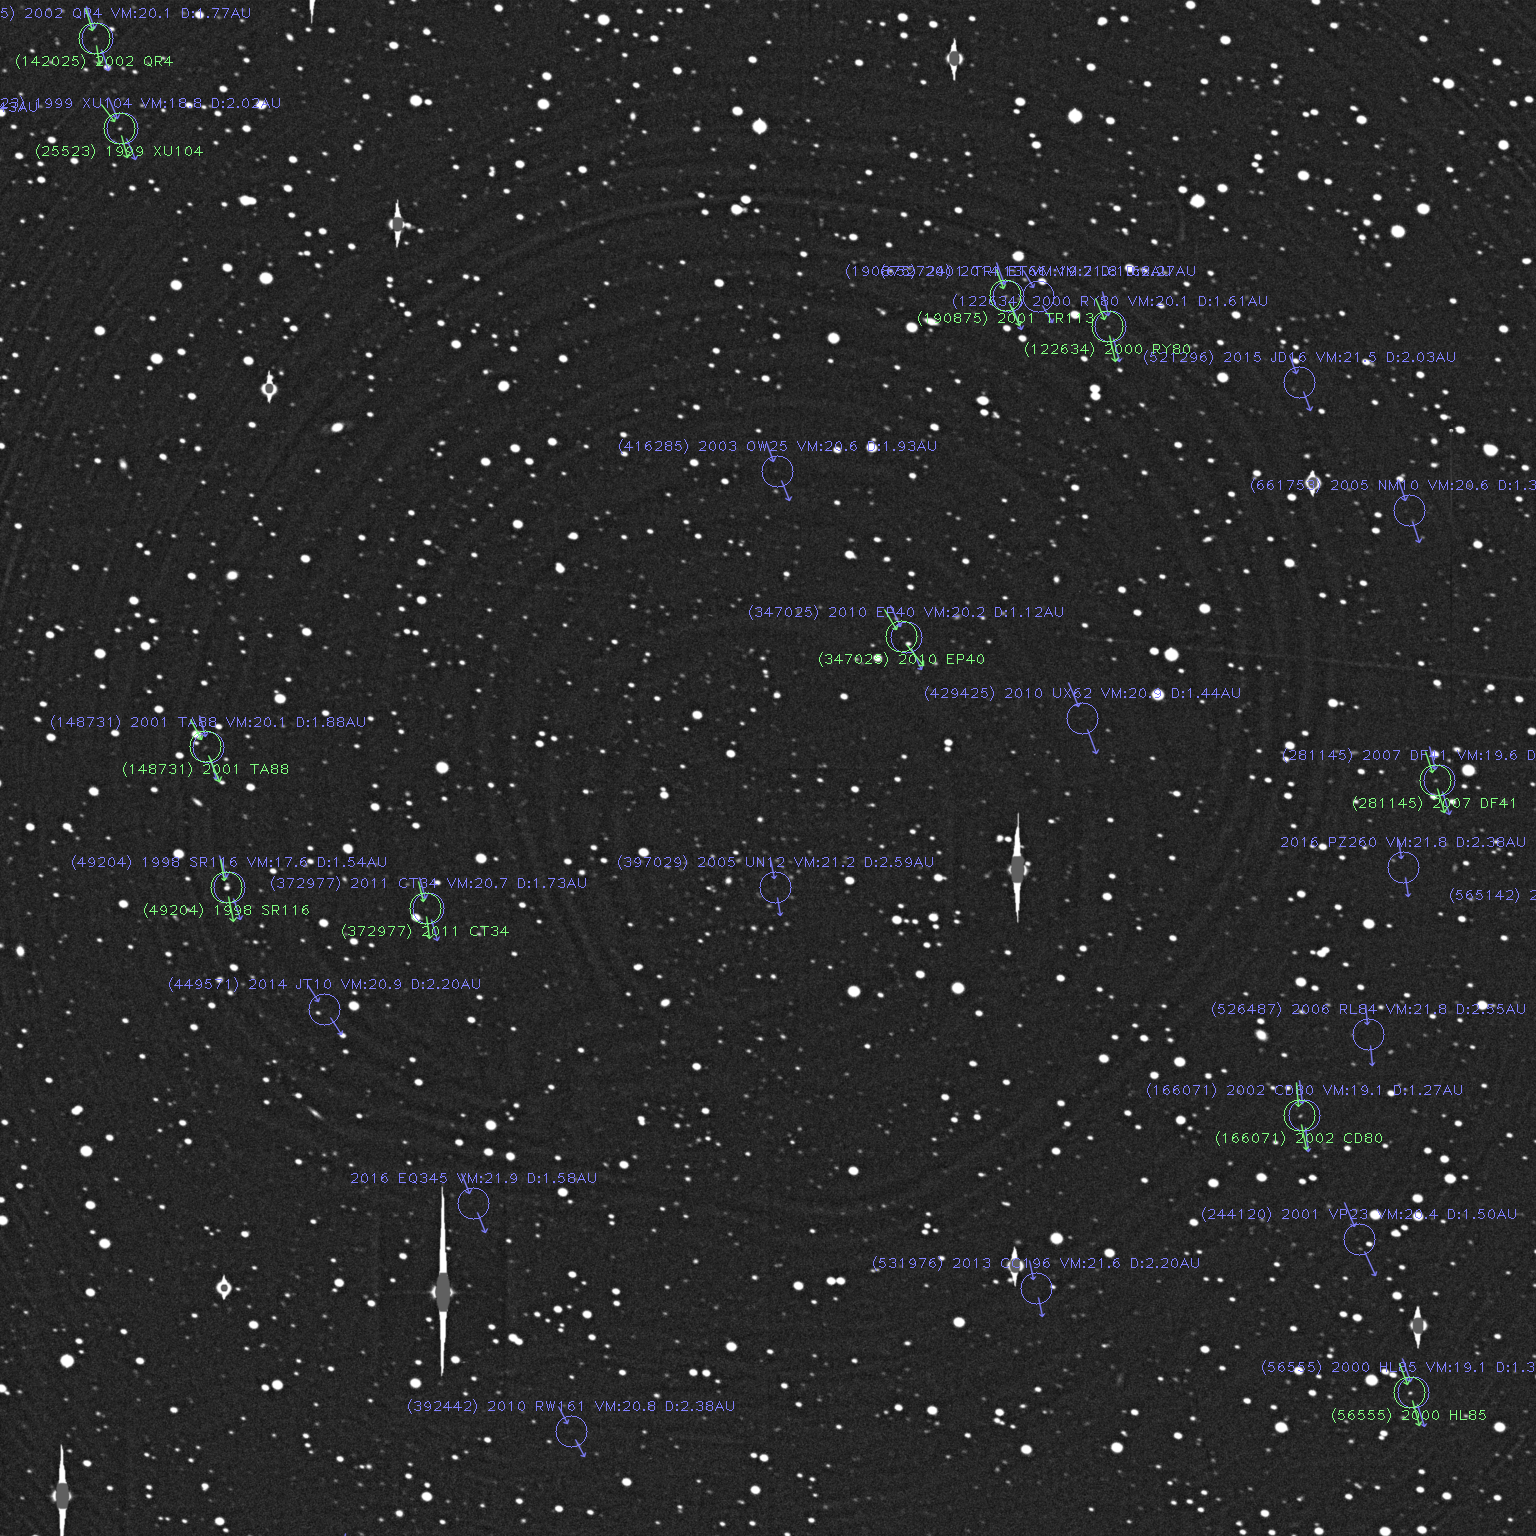 5) 2002 QR4 VM:20.1 D:1.77AU
(142025) 2002 QR4
23) 1999 XU104 VM:18.8 D:2.02AU
(25523) 1999 XU104
(122634) 2000 RY80 VM:20.1 D:1.61AU
(190875) 2001 TR113
(122634) 2000 RY80
(521296) 2015 JD16 VM:21.5 D:2.03AU
(416285) 2003 OW25 VM:20.6 D:1.93AU
2005 NM10 VM:20.6 D:1.3
(347025) 2010 EP40 VM:20.2 D:1.12AU
(347025) 2010 EP40
(429425) 2010 UX62 VM:20.9 D:1.44AU
(148731) 2001 TA88 VM:20.1 D:1.88AU
(148731) 2001 TA88
(281145) 2007 DF41 VM:19.6 D
(281145) 2007 DF41
2016 PZ260 VM:21.8 D:2.38AU
(49204) 1998 SR116 VM:17.6 D:1.54AU
(397029) 2005 UN12 VM:21.2 D:2.59AU
(372977) 2011 CT34 VM:20.7 D:1.73AU
(565142) 2
(49204) 1998 SR116
(372977) 2011 CT34
(449571) 2014 JT10 VM:20.9 D:2.20AU
(526487) 2006 RL84 VM:21.8 D:2.35AU
(166071) 2002 CD80 VM:19.1 D:1.27AU
(166071) 2002 CD80
2016 EQ345 VM:21.9 D:1.58AU
(244120) 2001 VP23 VM:20.4 D:1.50AU
(531976) 2013 VM:21.6 D:2.20AU
(56555) 2000 HL85 VM:19.1 D:1.3
(56555) 2000 HL85
(392442) 2010 RW161 VM:20.8 D:2.38AU